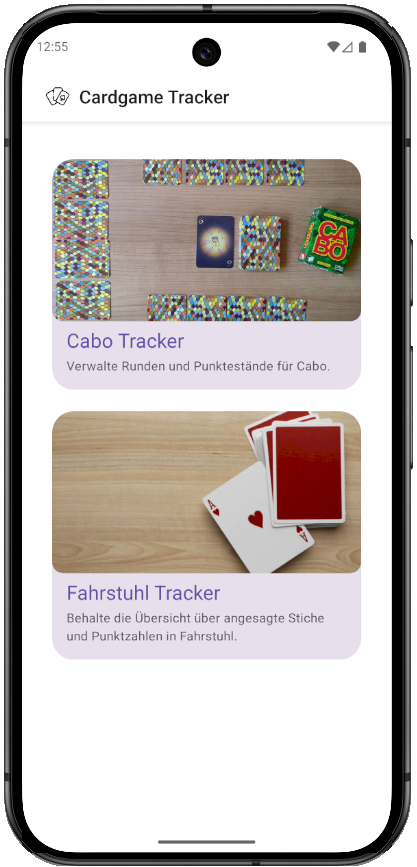 12:55
Cardgame Tracker
CABO
Cabo Tracker
Verwalte Runden und Punktestände für Cabo.
A
A
Fahrstuhl Tracker
Behalte die Übersicht über angesagte Stiche
und Punktzahlen in Fahrstuhl.